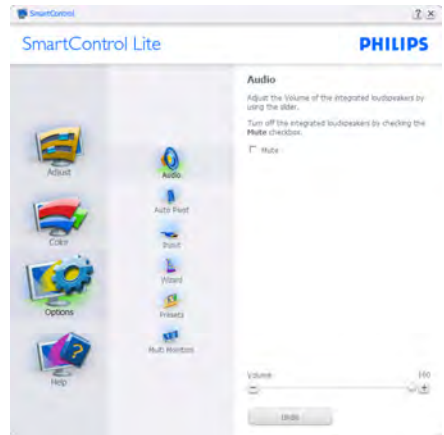 SmartControl
SmartControl Lite
PHILIPS
Adjust
Color
Options
Help
Audio
Auto Pivot
Input
Wizard
Presets
Multi Monitors
Audio
Adjust the Volume of the integrated loudspeakers by
using the slider.
Turn off the integrated loudspeakers by checking the
Mute checkbox.
Mute
Volume
100
Undo